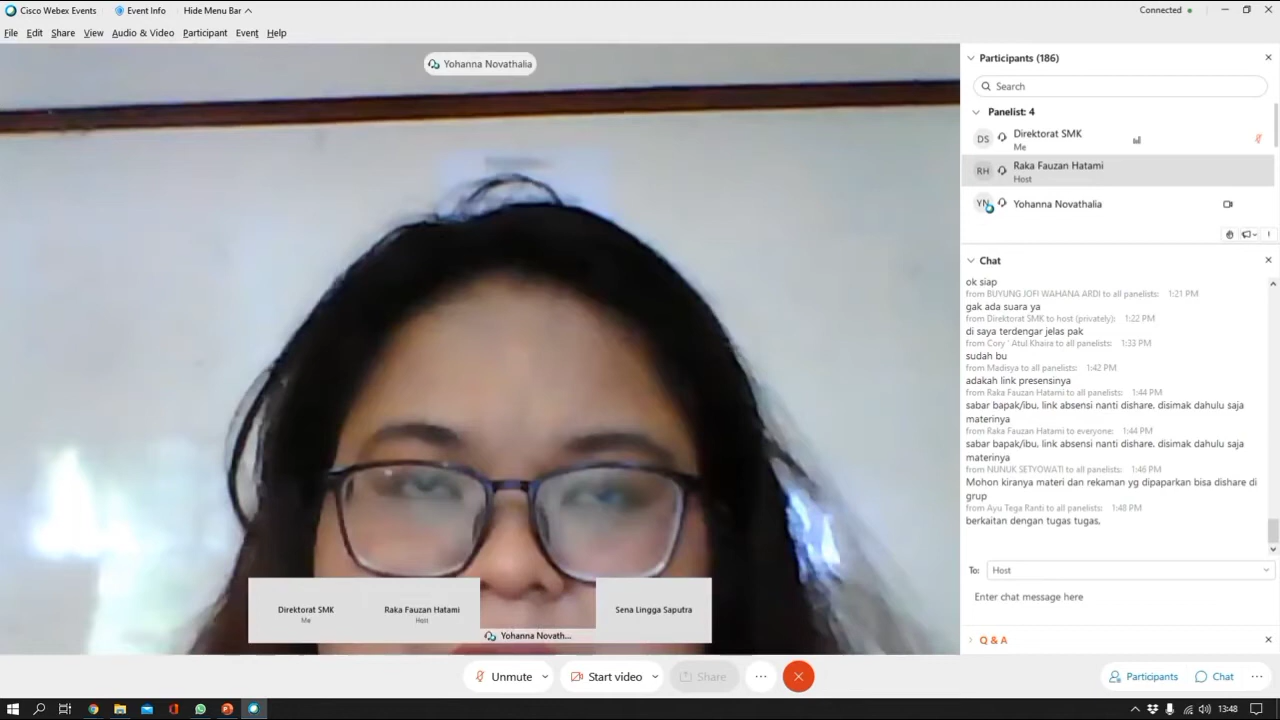 Cisco Webex Events
Event Info
Hide Menu Bar
Connected
File Edit Share View Audio & Video Participant Event Help
Yohanna Novathalia
Participants (186)
Search
Panelist: 4
DS Direktorat SMK
Me
RH Raka Fauzan Hatami
Host
YN Yohanna Novathalia
Chat
ok siap
from BUYUNG JOFI WAHANA ARDI to all panelists: 1:21 PM
gak ada suara ya
from Direktorat SMK to host (privately): 1:22 PM
di saya terdengar jelas pak
from Cory ' Atul Khaira to all panelists: 1:33 PM
sudah bu
from Madisya to all panelists: 1:42 PM
adakah link presensinya
from Raka Fauzan Hatami to all panelists: 1:44 PM
sabar bapak/ibu, link absensi nanti dishare. disimak dahulu saja
materinya
from Raka Fauzan Hatami to everyone: 1:44 PM
sabar bapak/ibu, link absensi nanti dishare. disimak dahulu saja
materinya
from NUNUK SETYOWATI to all panelists: 1:46 PM
Mohon kiranya materi dan rekaman yg dipaparkan bisa dishare di
grup
from Ayu Tega Ranti to all panelists: 1:48 PM
berkaitan dengan tugas tugas,
To: Host
Enter chat message here
Q & A
Direktorat SMK
Me
Raka Fauzan Hatami
Host
Yohanna Novath...
Sena Lingga Saputra
Unmute
Start video
Share
Participants
Chat
13:48